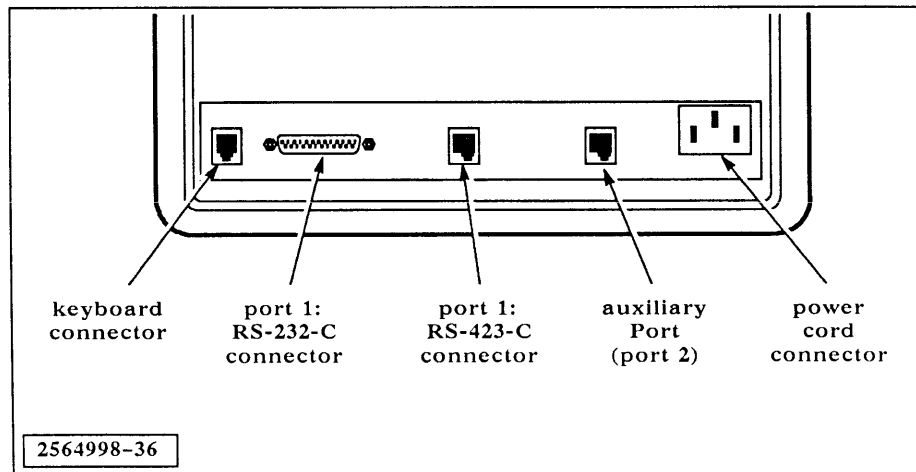 keyboard
connector
port 1:
RS-232-C
connector
port 1:
RS-423-C
connector
auxiliary
Port
(port 2)
power
cord
connector
2564998-36